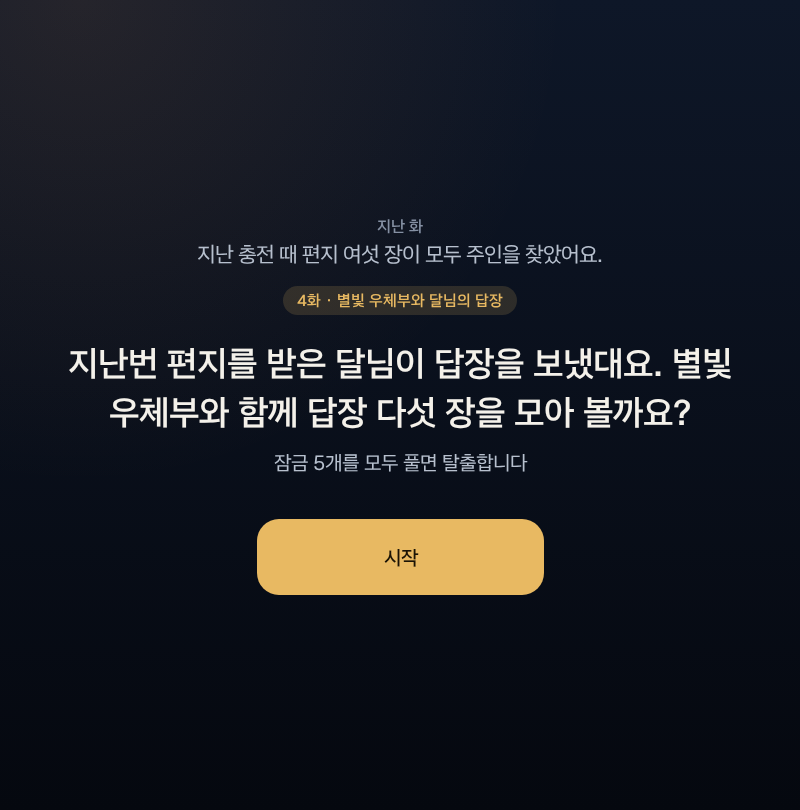 지난 화
지난 충전 때 편지 여섯 장이 모두 주인을 찾았어요.
4화 · 별빛 우체부와 달님의 답장
지난번 편지를 받은 달님이 답장을 보냈대요. 별빛
우체부와 함께 답장 다섯 장을 모아 볼까요?
잠금 5개를 모두 풀면 탈출합니다
시작